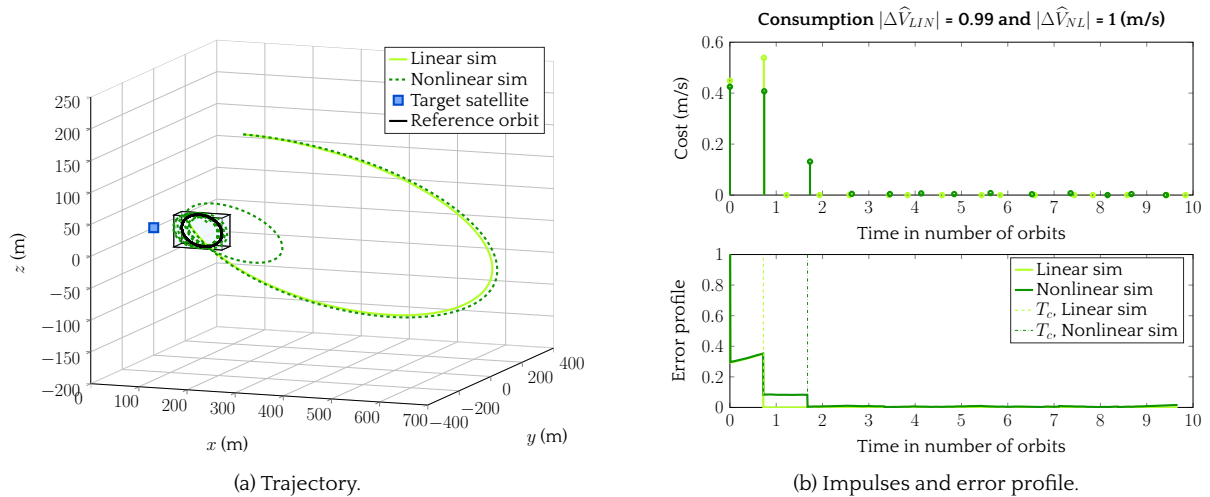 Linear sim
Nonlinear sim
Target satellite
Reference orbit
250
200
150
100
50
0
−50
−100
−150
−200
z (m)
0
100
200
300
400
500
600
700
x (m)
−400
−200
0
200
400
y (m)
(a) Trajectory.
Consumption |ΔV̂_LIN| = 0.99 and |ΔV̂_NL| = 1 (m/s)
0.6
0.4
0.2
0
Cost (m/s)
0 1 2 3 4 5 6 7 8 9 10
Time in number of orbits
Linear sim
Nonlinear sim
T_c, Linear sim
T_c, Nonlinear sim
1
0.8
0.6
0.4
0.2
0
Error profile
0 1 2 3 4 5 6 7 8 9 10
Time in number of orbits
(b) Impulses and error profile.